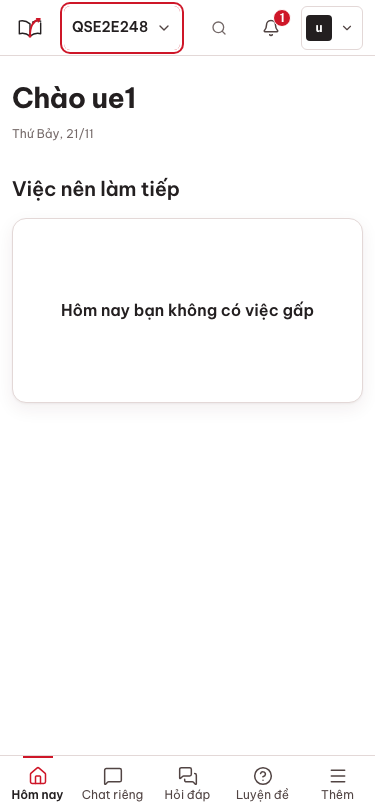 QSE2E248
1
u
Chào ue1
Thứ Bảy, 21/11
Việc nên làm tiếp
Hôm nay bạn không có việc gấp
Hôm nay
Chat riêng
Hỏi đáp
Luyện đề
Thêm